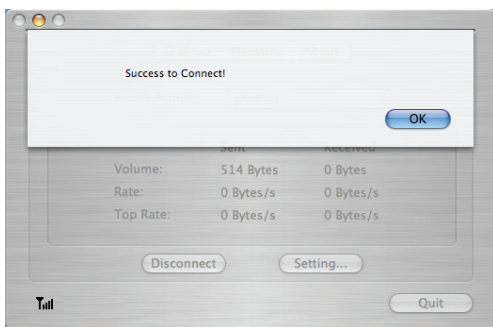 Success to Connect!
OK
Sent Received
Volume: 514 Bytes 0 Bytes
Rate: 0 Bytes/s 0 Bytes/s
Top Rate: 0 Bytes/s 0 Bytes/s
Disconnect Setting...
Quit